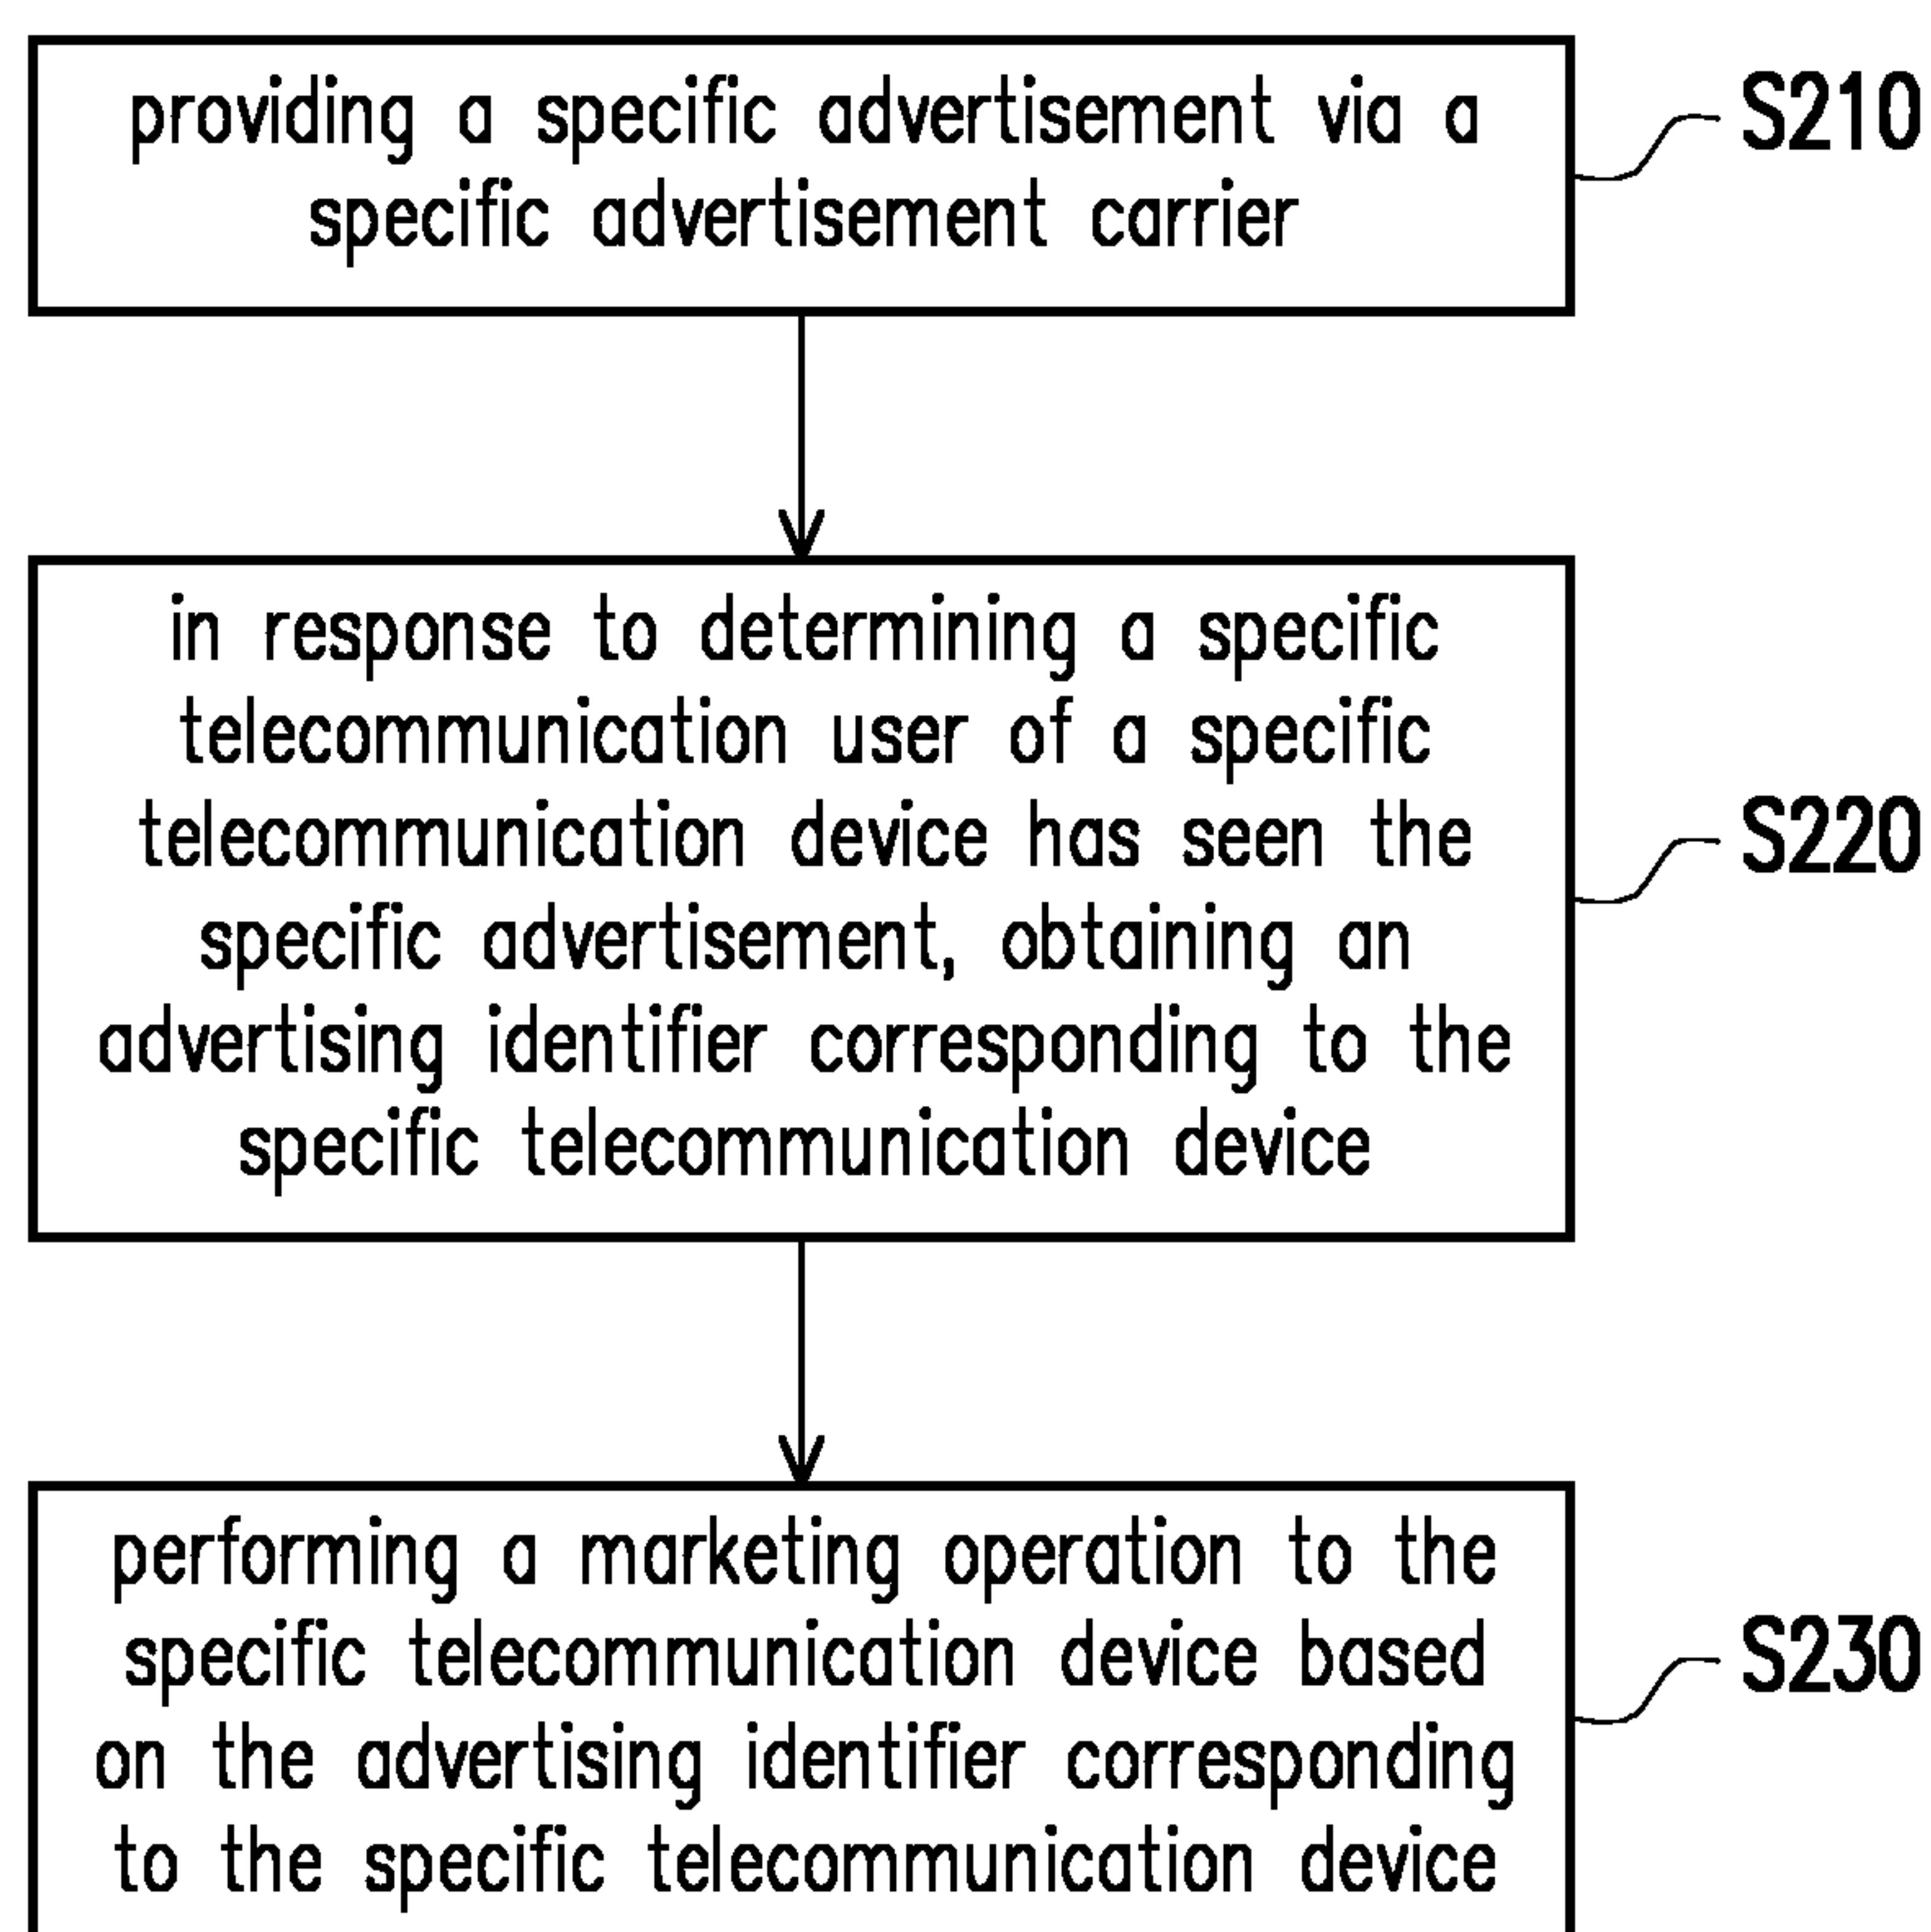 providing a specific advertisement via a
specific advertisement carrier
S210
in response to determining a specific
telecommunication user of a specific
telecommunication device has seen the
specific advertisement, obtaining an
advertising identifier corresponding to the
specific telecommunication device
S220
performing a marketing operation to the
specific telecommunication device based
on the advertising identifier corresponding
to the specific telecommunication device
S230